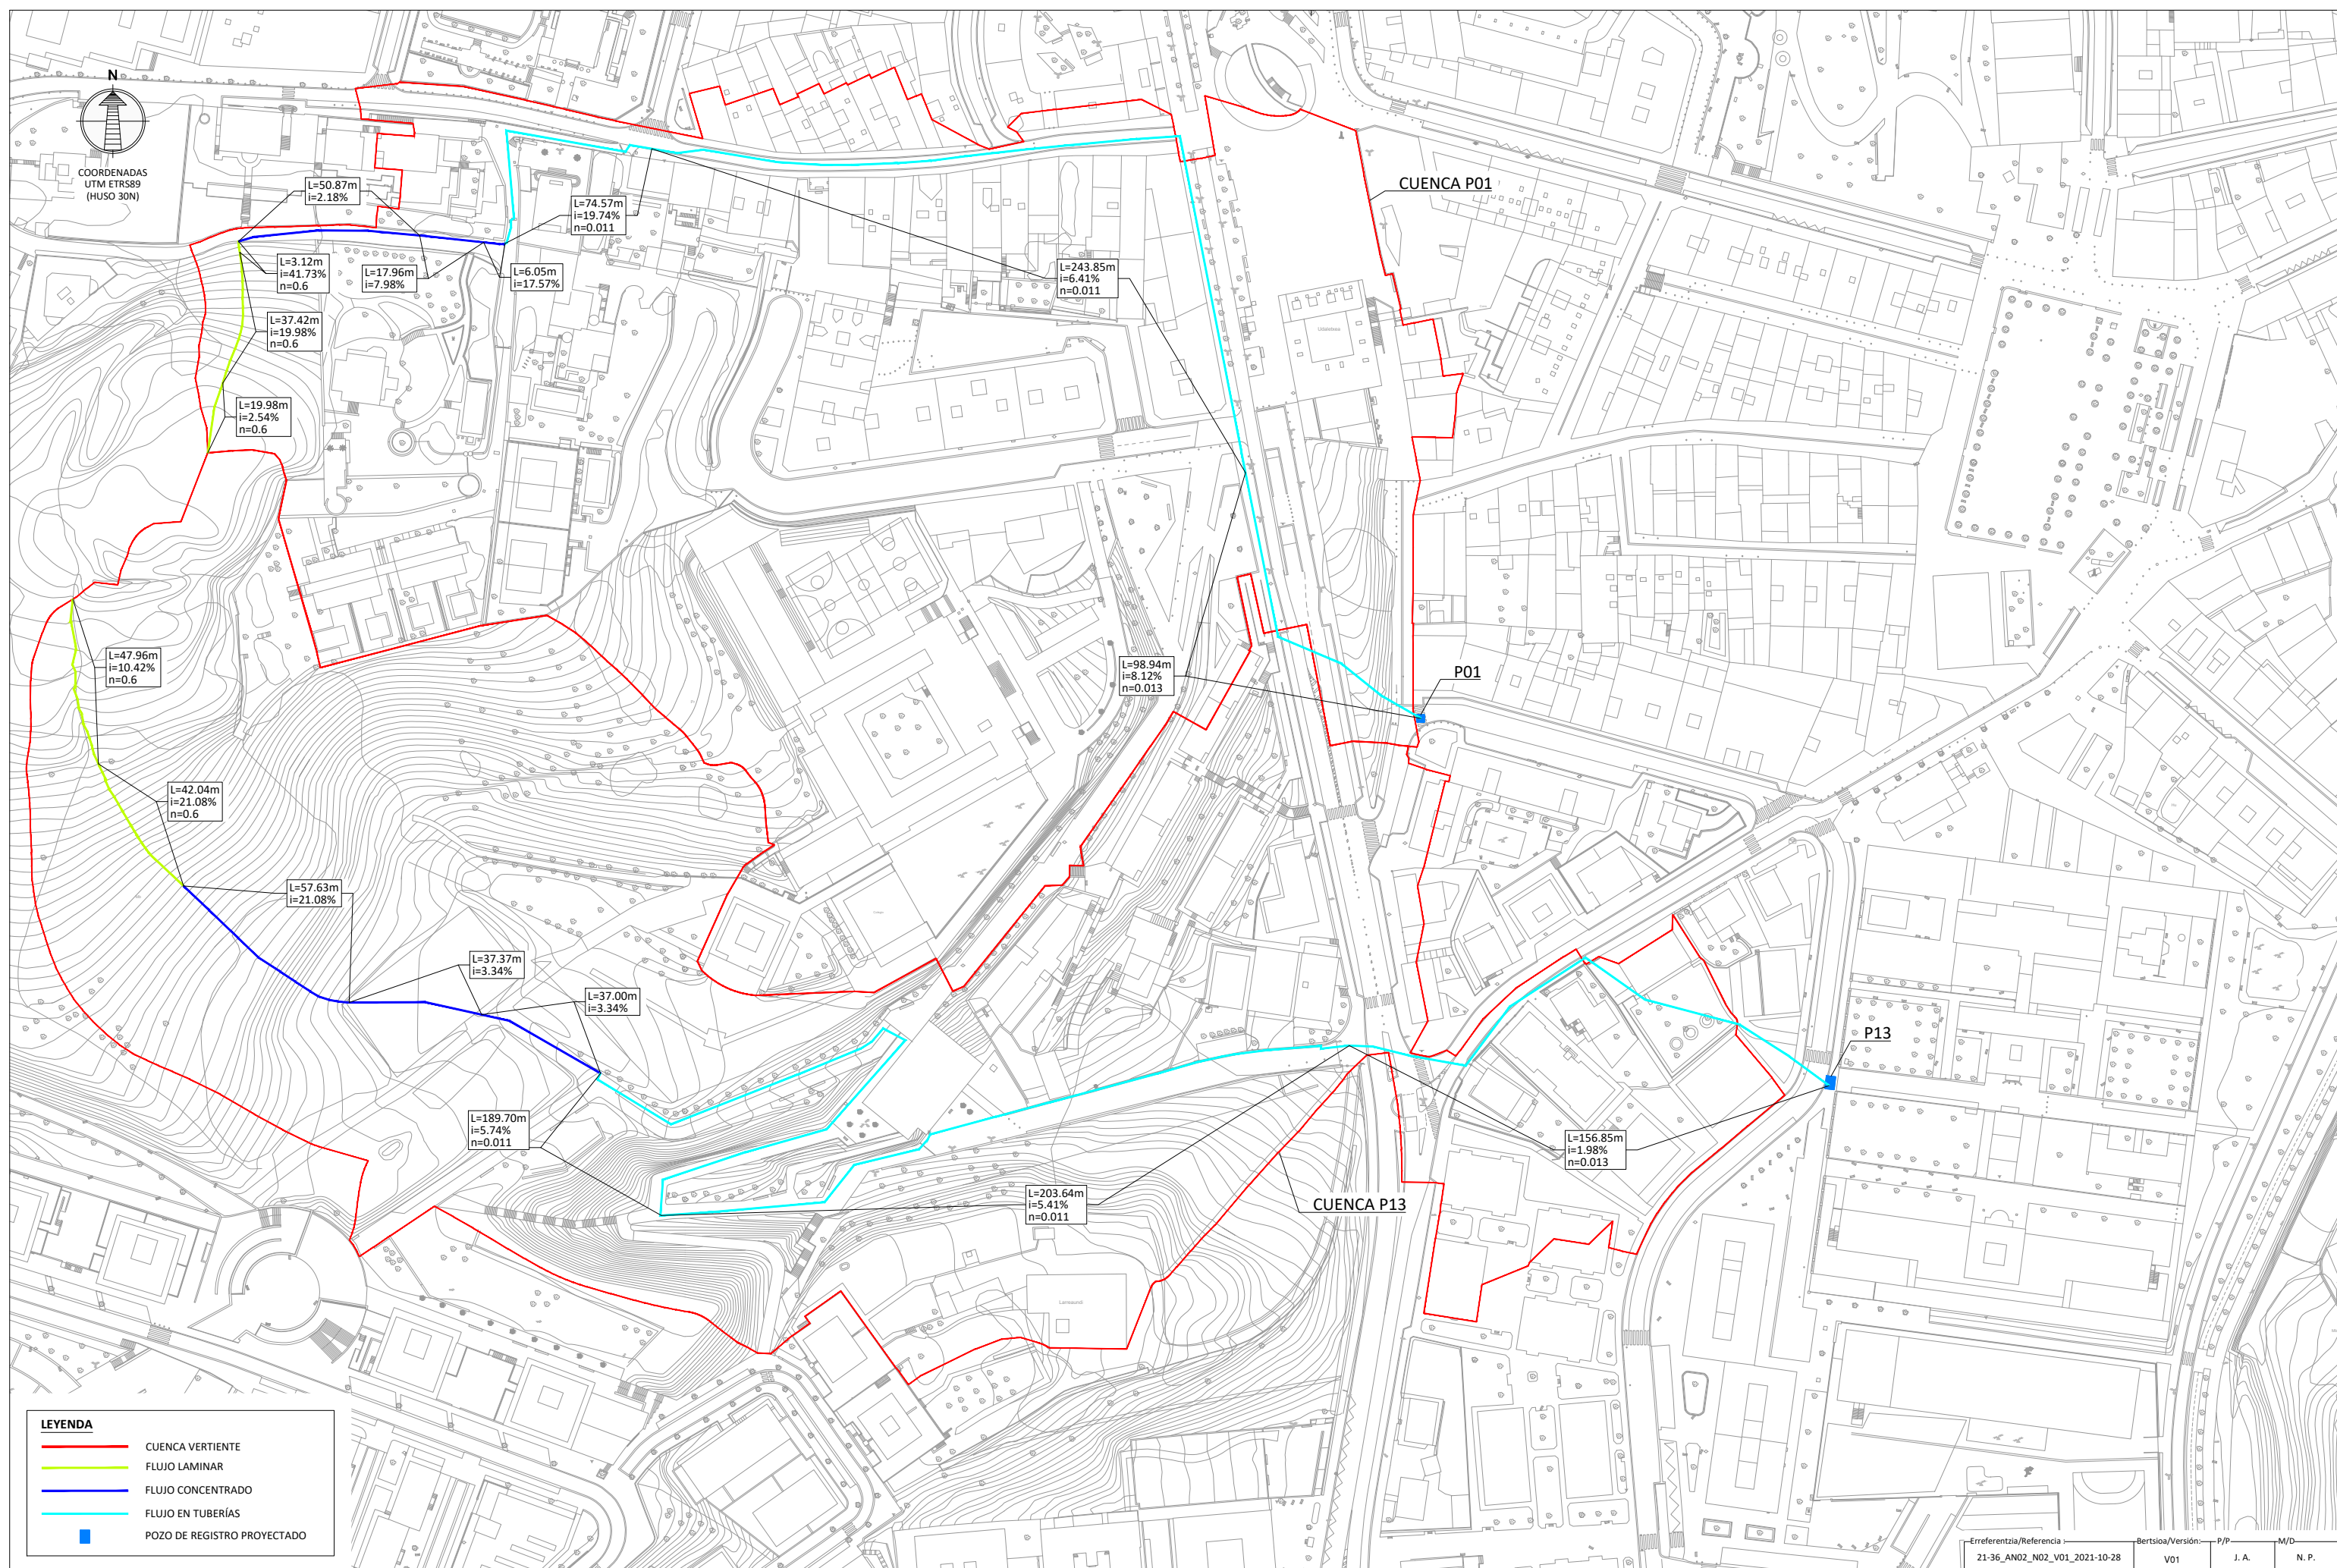 N
COORDENADAS
UTM ETRS89
(HUSO 30N)
L=50.87m
i=2.18%
L=74.57m
i=19.74%
n=0.011
CUENCA P01
L=3.12m
i=41.73%
n=0.6
L=17.96m
i=7.98%
L=6.05m
i=17.57%
L=243.85m
i=6.41%
n=0.011
L=37.42m
i=19.98%
n=0.6
Udaletxea
L=19.98m
i=2.54%
n=0.6
L=47.96m
i=10.42%
n=0.6
L=98.94m
i=8.12%
n=0.013
P01
L=42.04m
i=21.08%
n=0.6
L=57.63m
i=21.08%
L=37.37m
i=3.34%
L=37.00m
i=3.34%
P13
L=189.70m
i=5.74%
n=0.011
L=156.85m
i=1.98%
n=0.013
L=203.64m
i=5.41%
n=0.011
CUENCA P13
LEYENDA
CUENCA VERTIENTE
FLUJO LAMINAR
FLUJO CONCENTRADO
FLUJO EN TUBERÍAS
POZO DE REGISTRO PROYECTADO
Erreferentzia/Referencia : Bertsioa/Versión: P/P M/D
21-36_AN02_N02_V01_2021-10-28 V01 J. A. N. P.